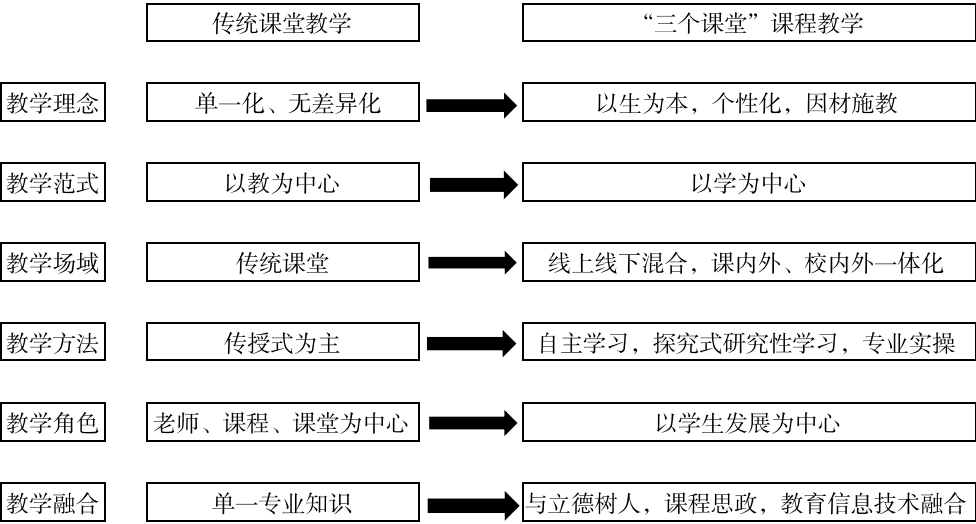 传统课堂教学
“三个课堂”课程教学
教学理念
单一化、无差异化
以生为本，个性化，因材施教
教学范式
以教为中心
以学为中心
教学场域
传统课堂
线上线下混合，课内外、校内外一体化
教学方法
传授式为主
自主学习，探究式研究性学习，专业实操
教学角色
老师、课程、课堂为中心
以学生发展为中心
教学融合
单一专业知识
与立德树人，课程思政，教育信息技术融合